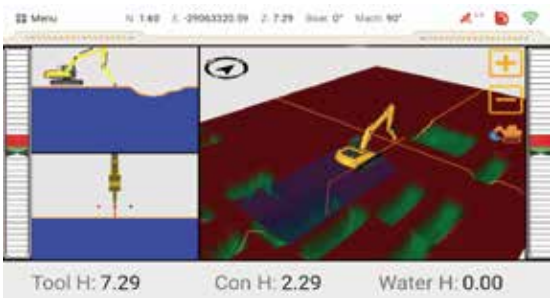 Menu N: 1.60 E: -29063320.59 Z: 7.29 Boat: 0° Mach: 90°
Tool H: 7.29 Con H: 2.29 Water H: 0.00